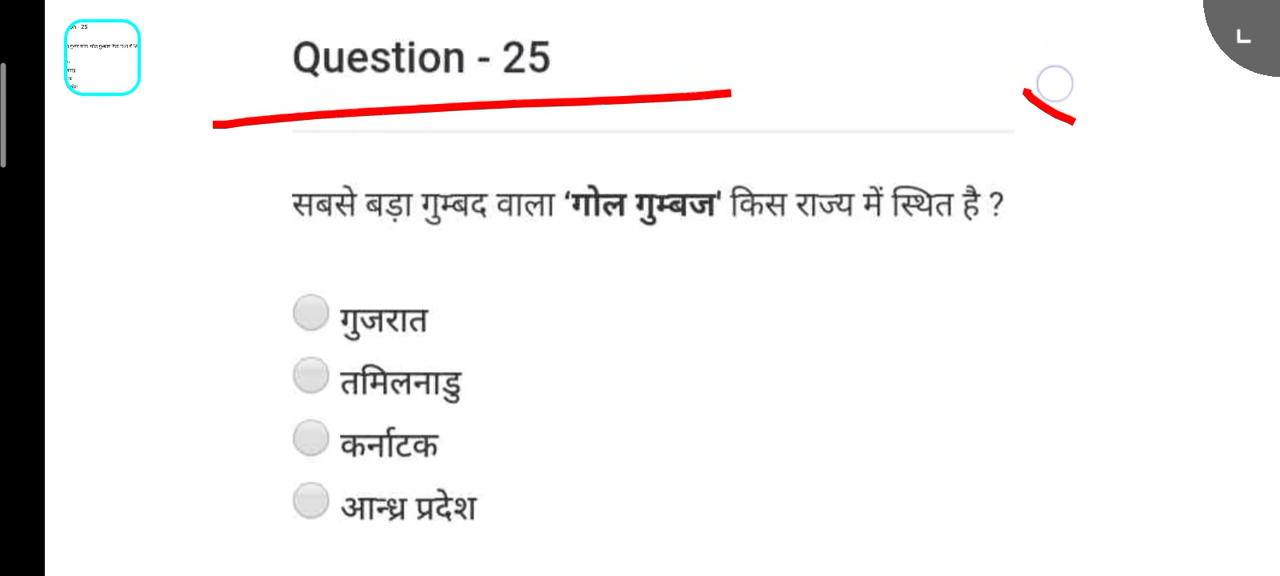 Question - 25
सबसे बड़ा गुम्बद वाला ‘गोल गुम्बज' किस राज्य में स्थित है ?
गुजरात
तमिलनाडु
कर्नाटक
आन्ध्र प्रदेश